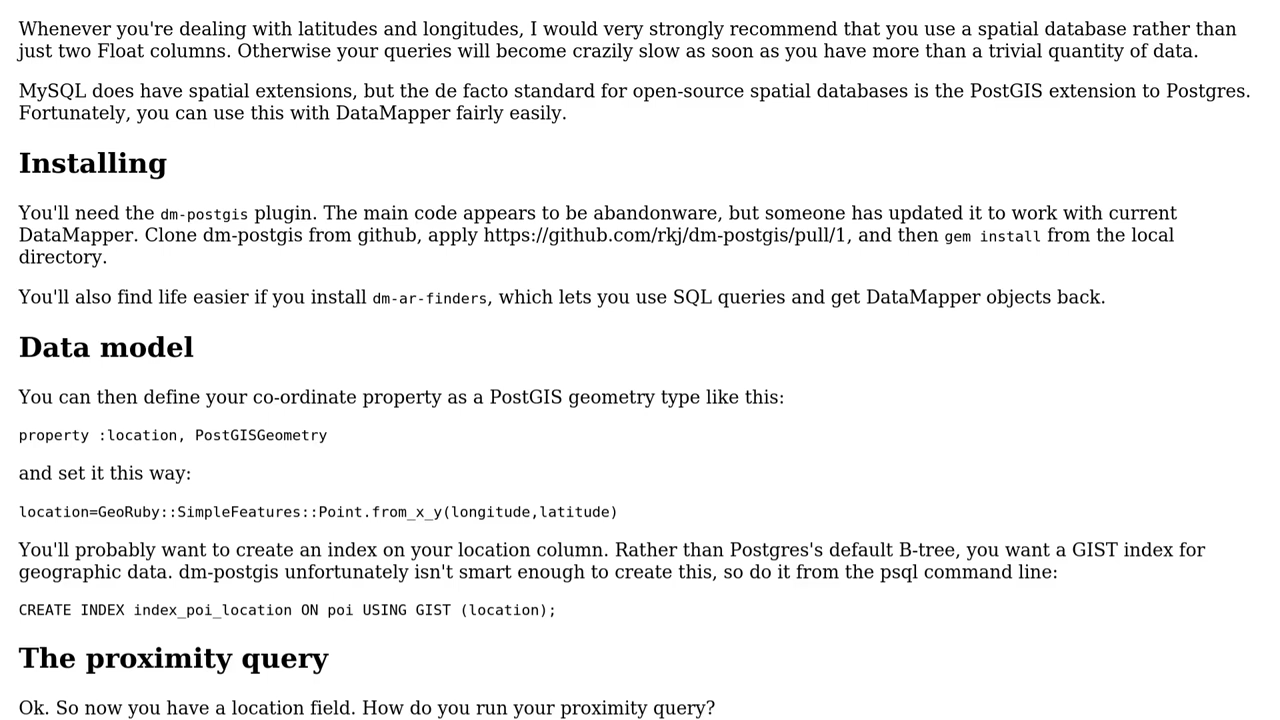 Whenever you're dealing with latitudes and longitudes, I would very strongly recommend that you use a spatial database rather than
just two Float columns. Otherwise your queries will become crazily slow as soon as you have more than a trivial quantity of data.
MySQL does have spatial extensions, but the de facto standard for open-source spatial databases is the PostGIS extension to Postgres.
Fortunately, you can use this with DataMapper fairly easily.
Installing
You'll need the dm-postgis plugin. The main code appears to be abandonware, but someone has updated it to work with current
DataMapper. Clone dm-postgis from github, apply https://github.com/rkj/dm-postgis/pull/1, and then gem install from the local
directory.
You'll also find life easier if you install dm-ar-finders, which lets you use SQL queries and get DataMapper objects back.
Data model
You can then define your co-ordinate property as a PostGIS geometry type like this:
property :location, PostGISGeometry
and set it this way:
location=GeoRuby::SimpleFeatures::Point.from_x_y(longitude,latitude)
You'll probably want to create an index on your location column. Rather than Postgres's default B-tree, you want a GIST index for
geographic data. dm-postgis unfortunately isn't smart enough to create this, so do it from the psql command line:
CREATE INDEX index_poi_location ON poi USING GIST (location);
The proximity query
Ok. So now you have a location field. How do you run your proximity query?